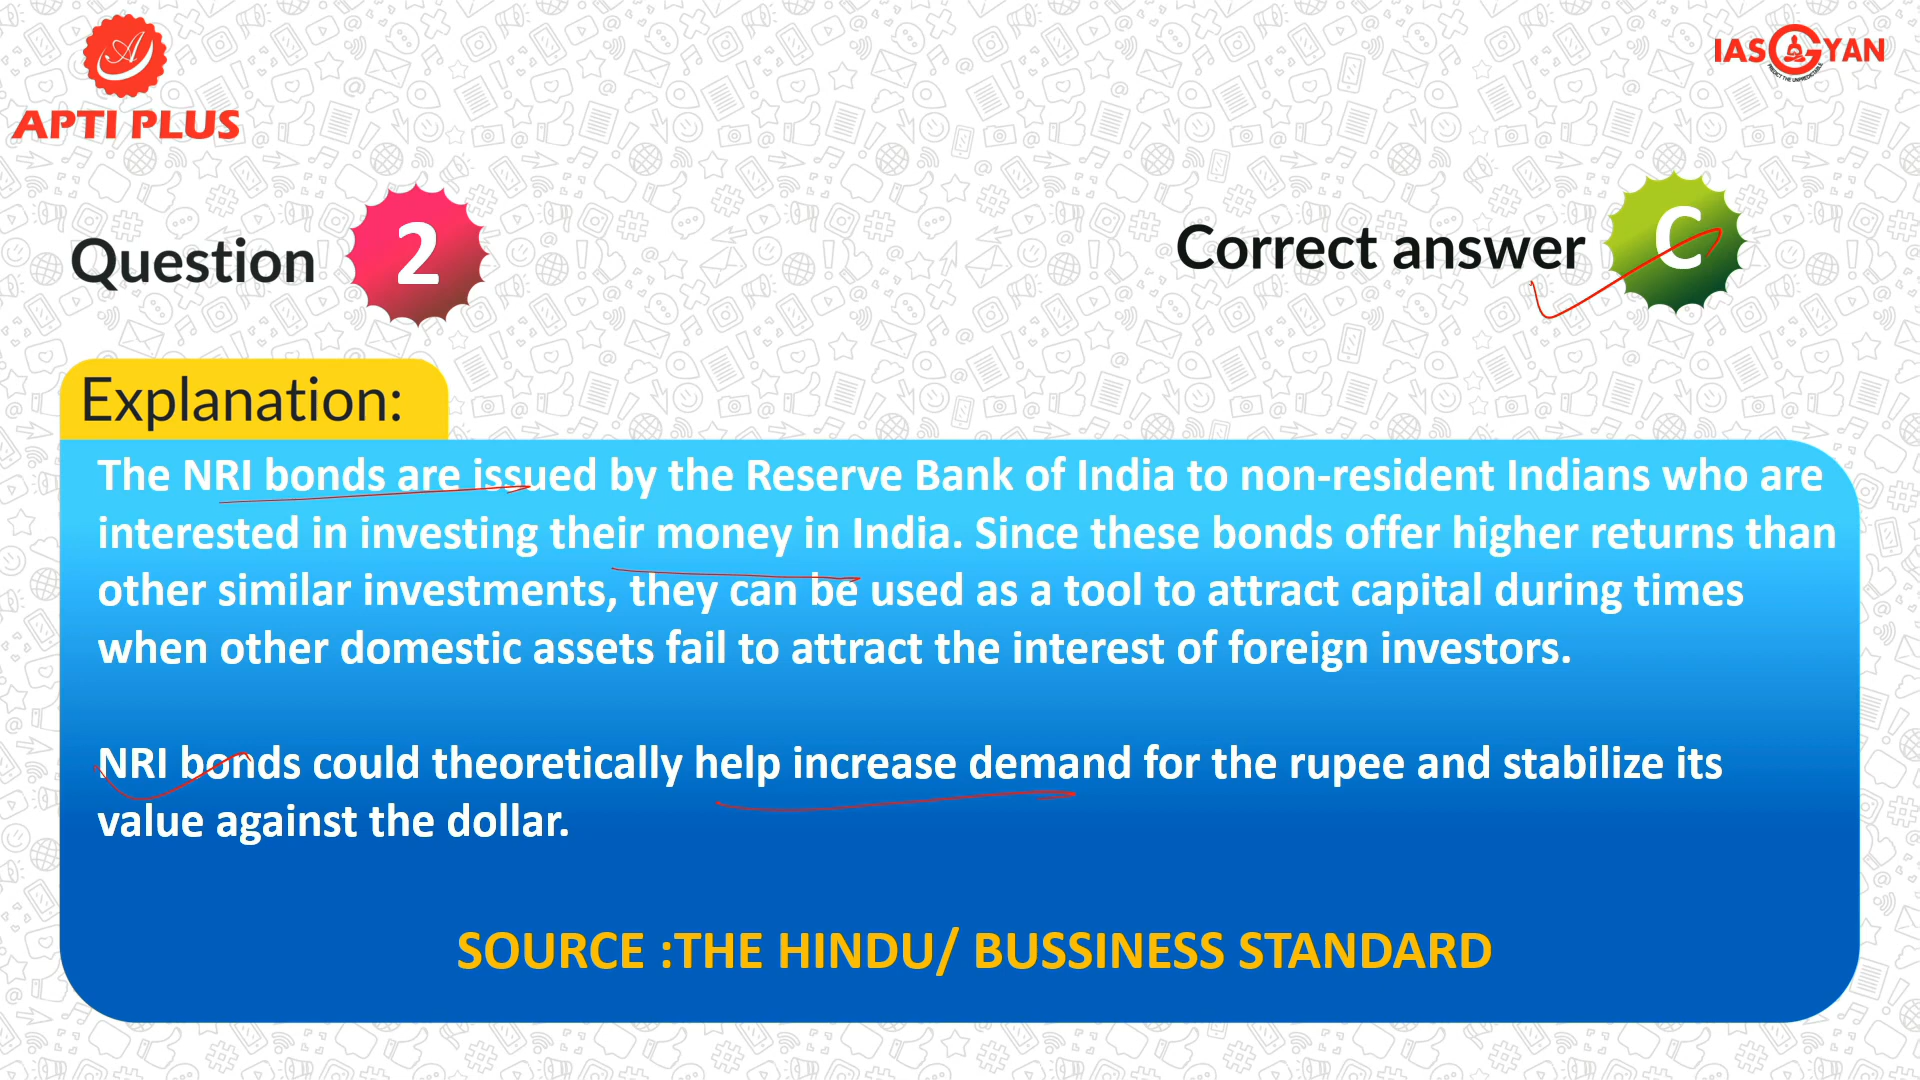 APTI PLUS
IASGYAN
PREDICT THE UNPREDICTABLE
Question 2
Correct answer C
Explanation:
The NRI bonds are issued by the Reserve Bank of India to non-resident Indians who are
interested in investing their money in India. Since these bonds offer higher returns than
other similar investments, they can be used as a tool to attract capital during times
when other domestic assets fail to attract the interest of foreign investors.
NRI bonds could theoretically help increase demand for the rupee and stabilize its
value against the dollar.
SOURCE :THE HINDU/ BUSSINESS STANDARD